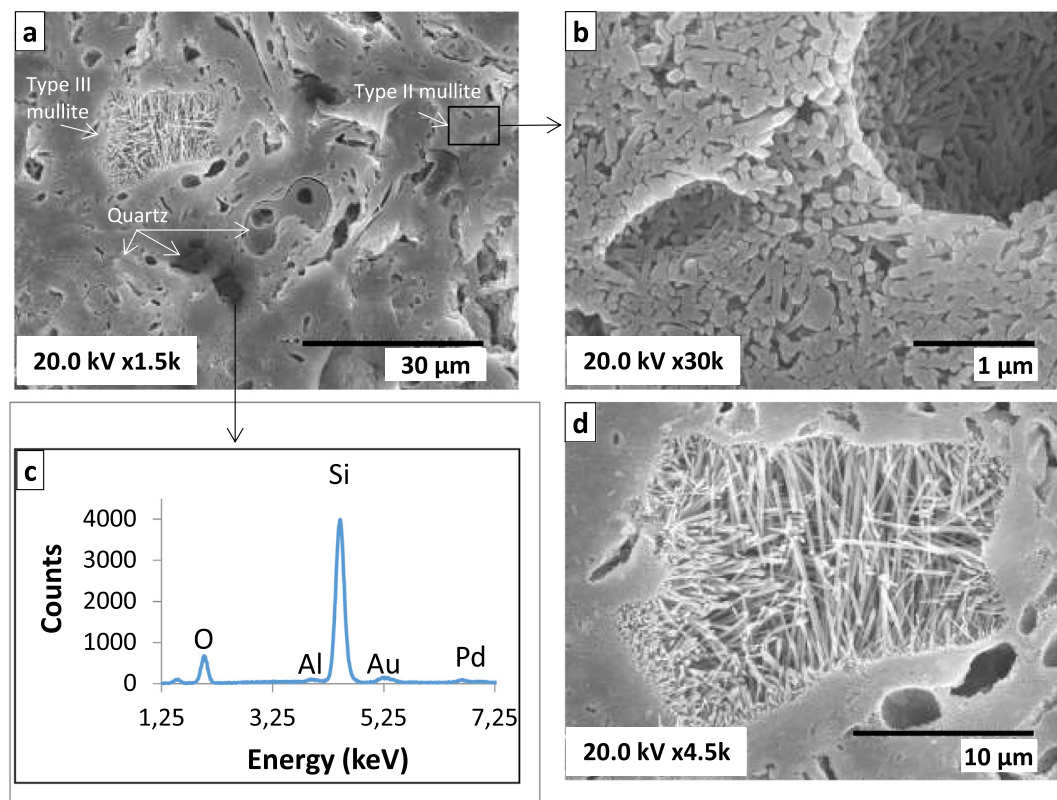 a
Type III
mullite
Type II mullite
Quartz
20.0 kV x1.5k
30 µm
b
20.0 kV x30k
1 µm
c
Si
4000
3000
2000
1000
0
Counts
O
Al
Au
Pd
1,25
3,25
5,25
7,25
Energy (keV)
d
20.0 kV x4.5k
10 µm